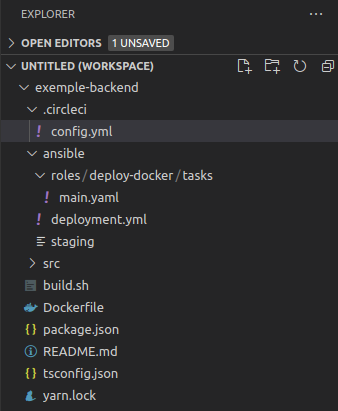 EXPLORER
OPEN EDITORS 1 UNSAVED
UNTITLED (WORKSPACE)
exemple-backend
.circleci
config.yml
ansible
roles/deploy-docker/tasks
main.yaml
deployment.yml
staging
src
build.sh
Dockerfile
package.json
README.md
tsconfig.json
yarn.lock